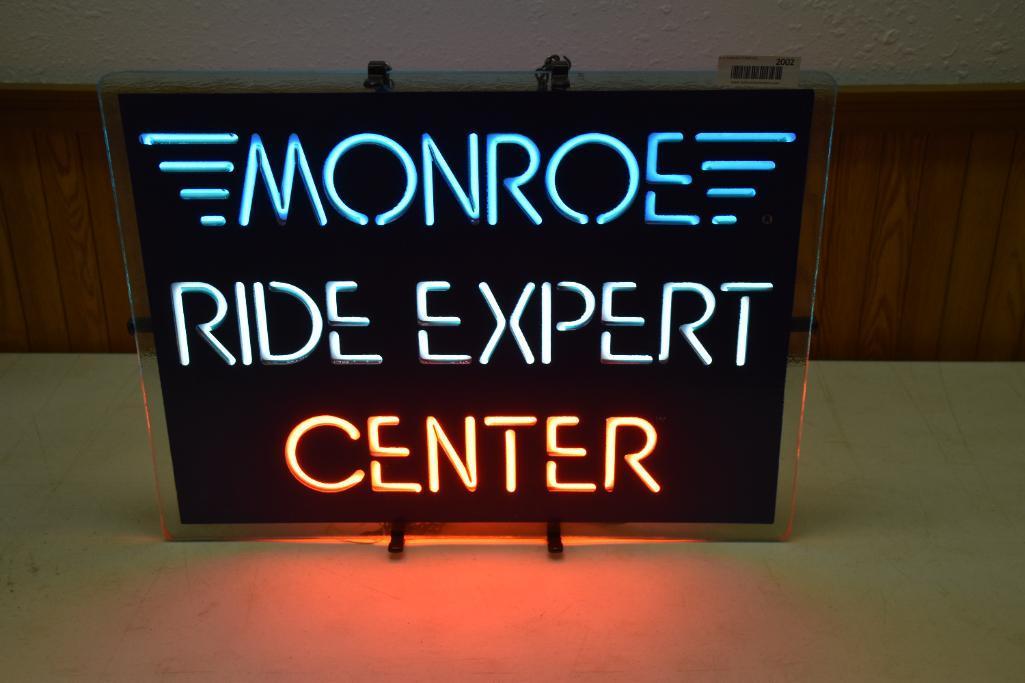 2002
MONROE
RIDE EXPERT
CENTER